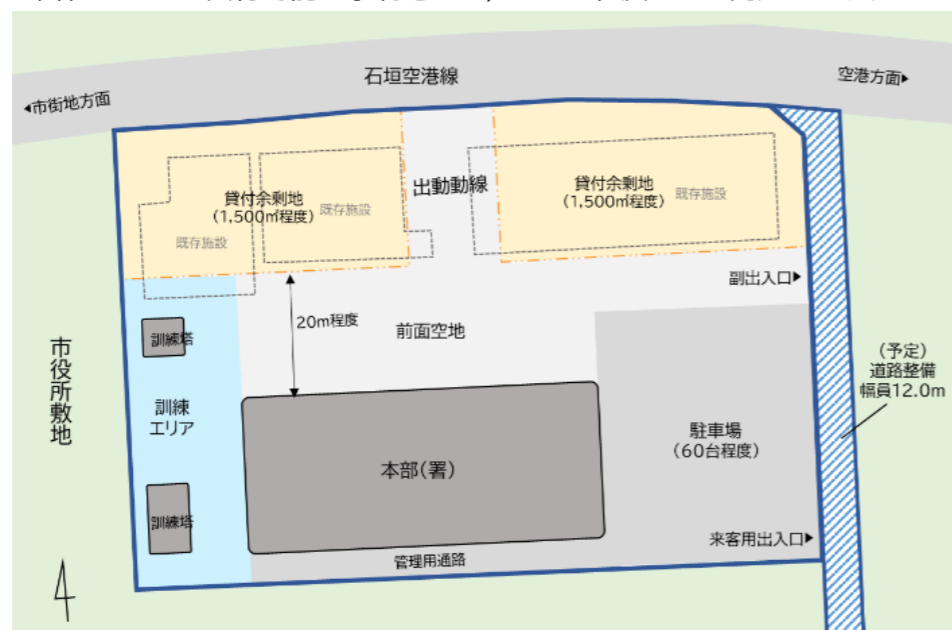 石垣空港線
空港方面▶
◀市街地方面
出動動線
貸付余剰地
(1,500㎡程度)
既存施設
既存施設
貸付余剰地
(1,500㎡程度)
既存施設
副出入口▶
20m程度
前面空地
訓練塔
市役所敷地
訓練
エリア
(予定)
道路整備
幅員12.0m
駐車場
(60台程度)
本部(署)
訓練塔
来客用出入口▶
管理用通路